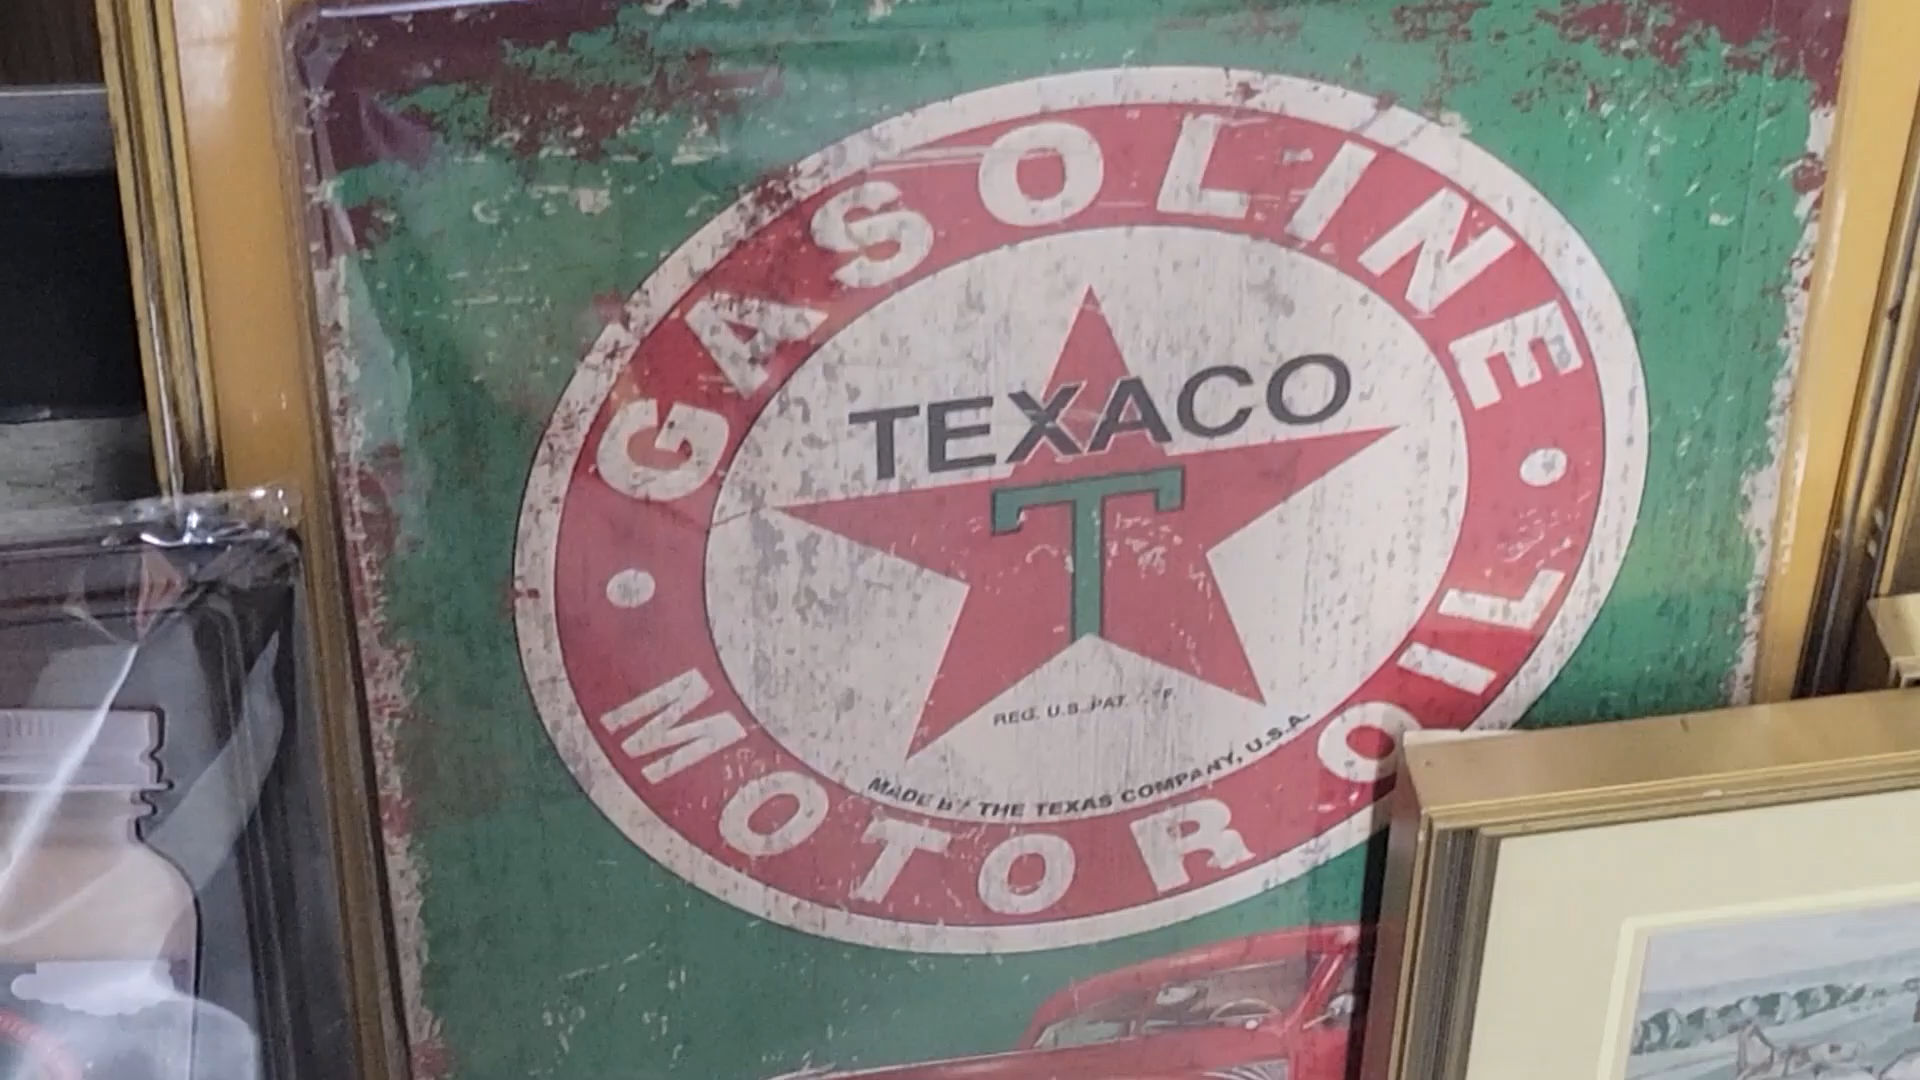 GASOLINE
TEXACO
T
REG. U.S. PAT.
MADE BY THE TEXAS COMPANY, U.S.A.
MOTOR OIL